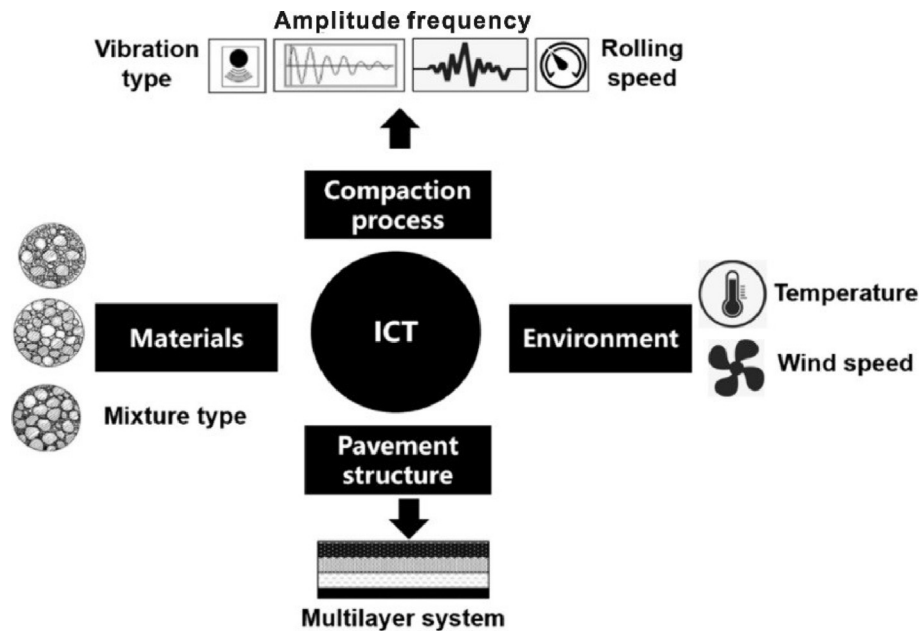 Amplitude frequency
Vibration
type
Rolling
speed
Compaction
process
Materials
ICT
Environment
Temperature
Wind speed
Mixture type
Pavement
structure
Multilayer system